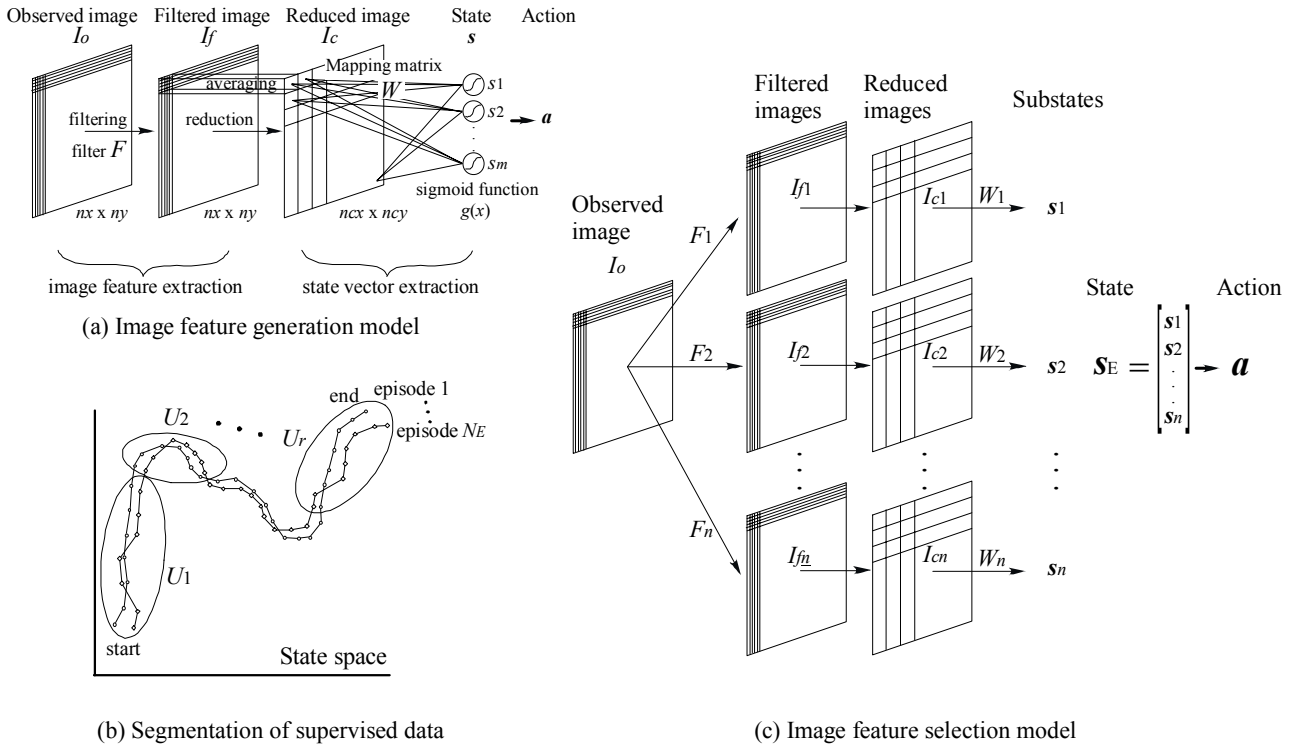 Observed image Filtered image Reduced image State Action
Io If Ic s
Mapping matrix
averaging W s1
filtering reduction s2 a
filter F sm
sigmoid function
nx x ny nx x ny ncx x ncy g(x)
image feature extraction state vector extraction
(a) Image feature generation model
end episode 1
U2 Ur episode NE
U1
start
State space
(b) Segmentation of supervised data
Filtered images Reduced images Substates
Observed image
Io
F1 If1 Ic1 W1 s1
State Action
F2 If2 Ic2 W2 s2 sE = s1 s2 . . sn a
Fn Ifn Icn Wn sn
(c) Image feature selection model